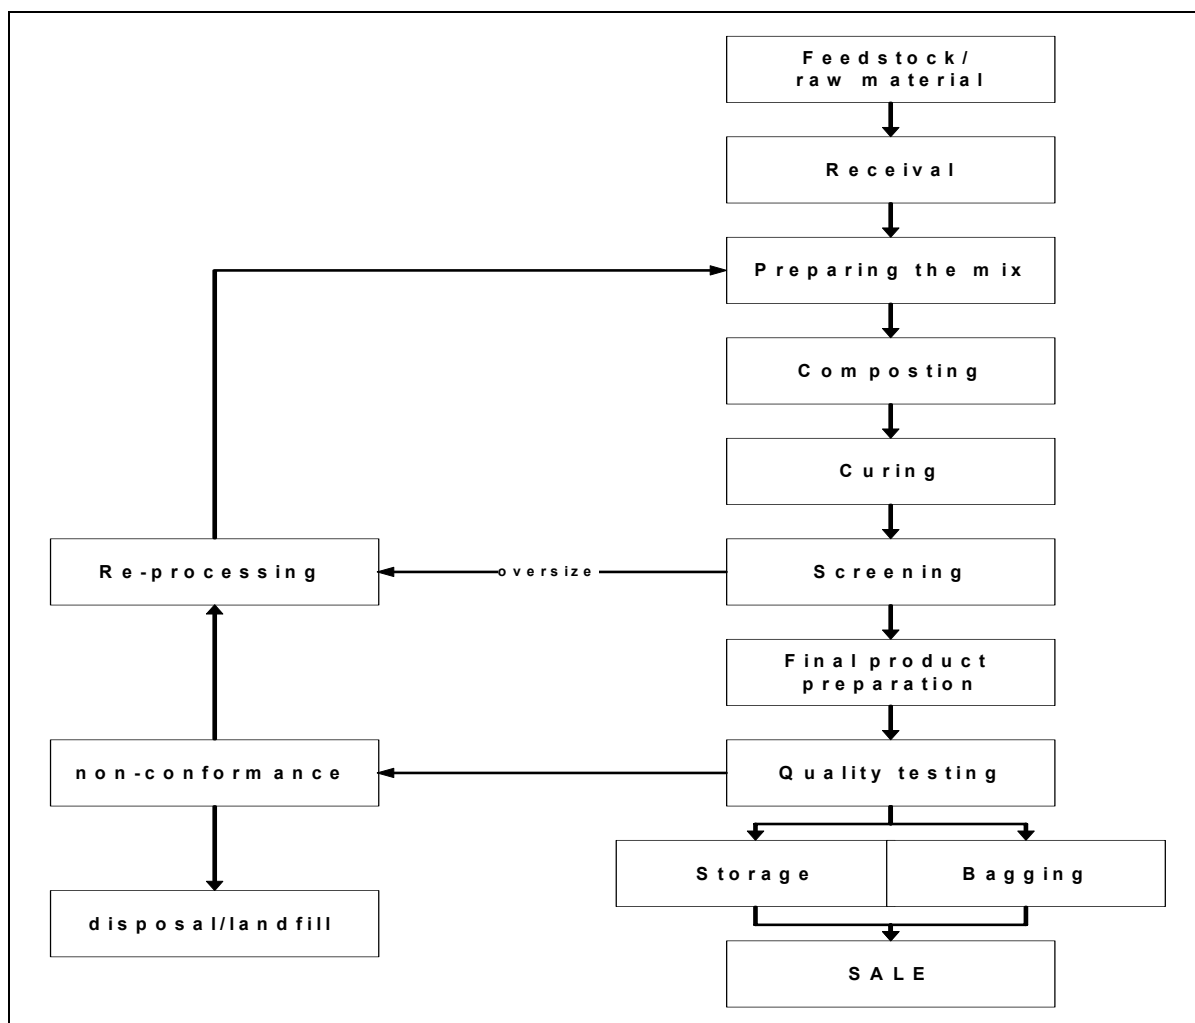 Feedstock/
raw material
Receival
Preparing the mix
Composting
Curing
Re-processing
oversize
Screening
Final product
preparation
non-conformance
Quality testing
Storage
Bagging
disposal/landfill
SALE